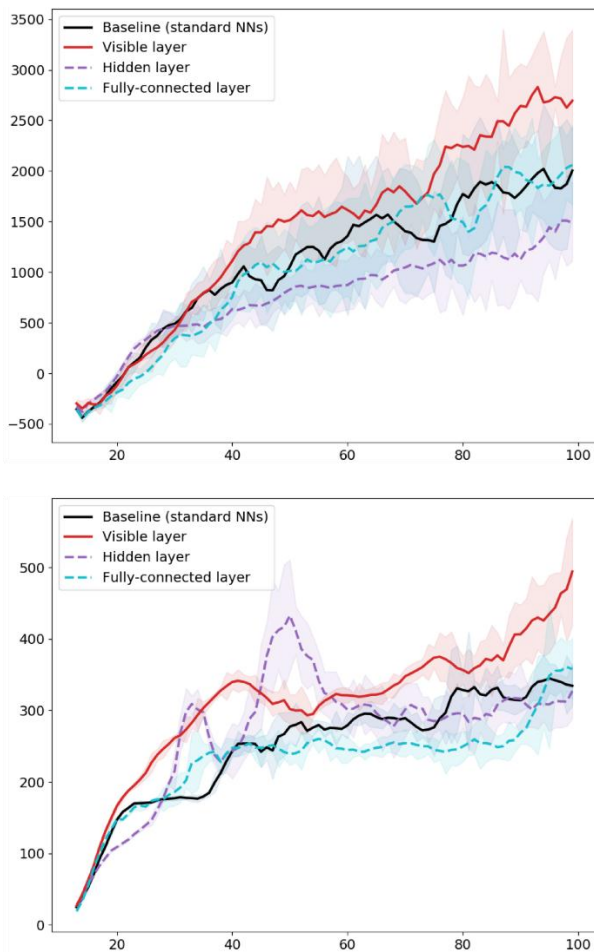 3500
3000
2500
2000
1500
1000
500
0
−500
Baseline (standard NNs)
Visible layer
Hidden layer
Fully-connected layer
20 40 60 80 100
500
400
300
200
100
0
Baseline (standard NNs)
Visible layer
Hidden layer
Fully-connected layer
20 40 60 80 100